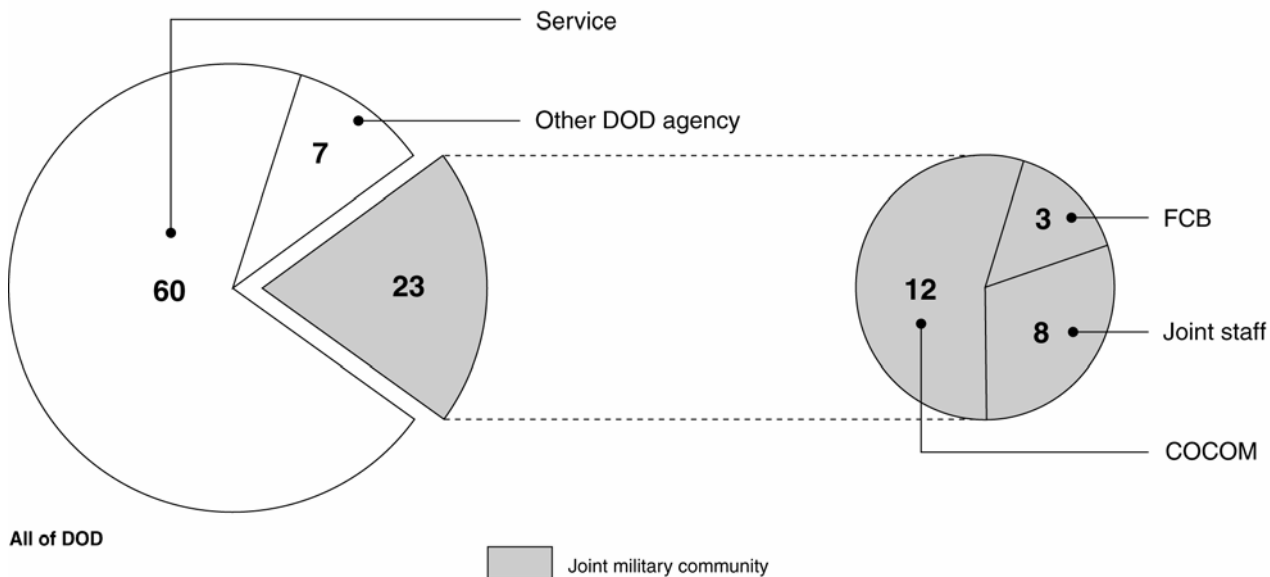 Service
Other DOD agency
7
60
23
FCB
3
12
8
Joint staff
COCOM
All of DOD
Joint military community